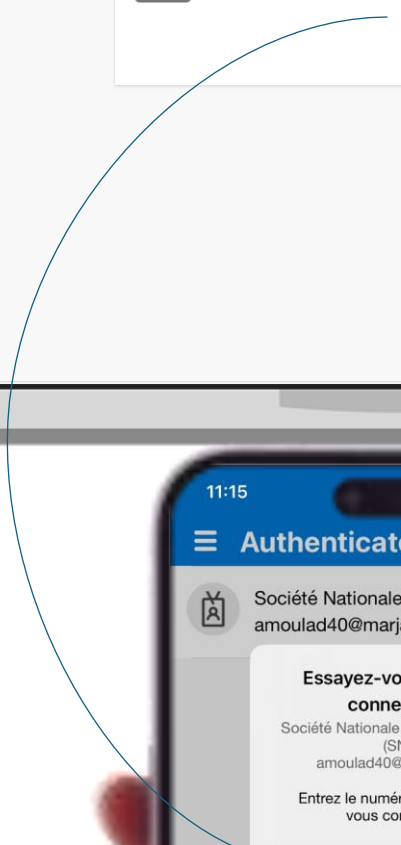 11:15
Authenticat
Société Nationale
amoulad40@marj
Essayez-vo
conne
Société Nationale
(SN
amoulad40@
Entrez le numér
vous con